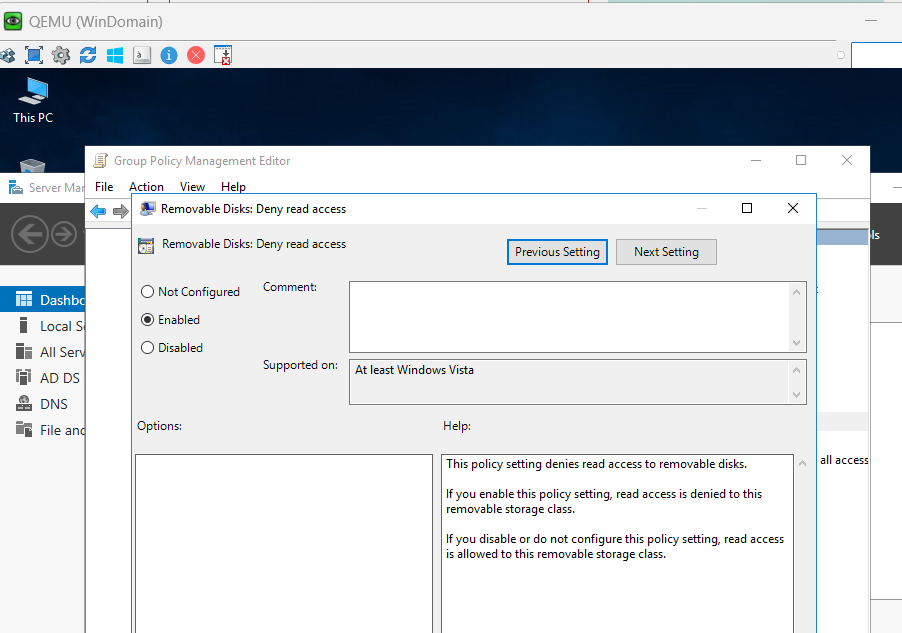 QEMU (WinDomain)
This PC
Group Policy Management Editor
Server Mar
File Action View Help
Removable Disks: Deny read access
Removable Disks: Deny read access
Previous Setting
Next Setting
ls
Not Configured
Comment:
Enabled
Disabled
Supported on:
At least Windows Vista
Dashbo
Local Se
All Serv
AD DS
DNS
File and
Options:
Help:
This policy setting denies read access to removable disks.
If you enable this policy setting, read access is denied to this
removable storage class.
If you disable or do not configure this policy setting, read access
is allowed to this removable storage class.
all access